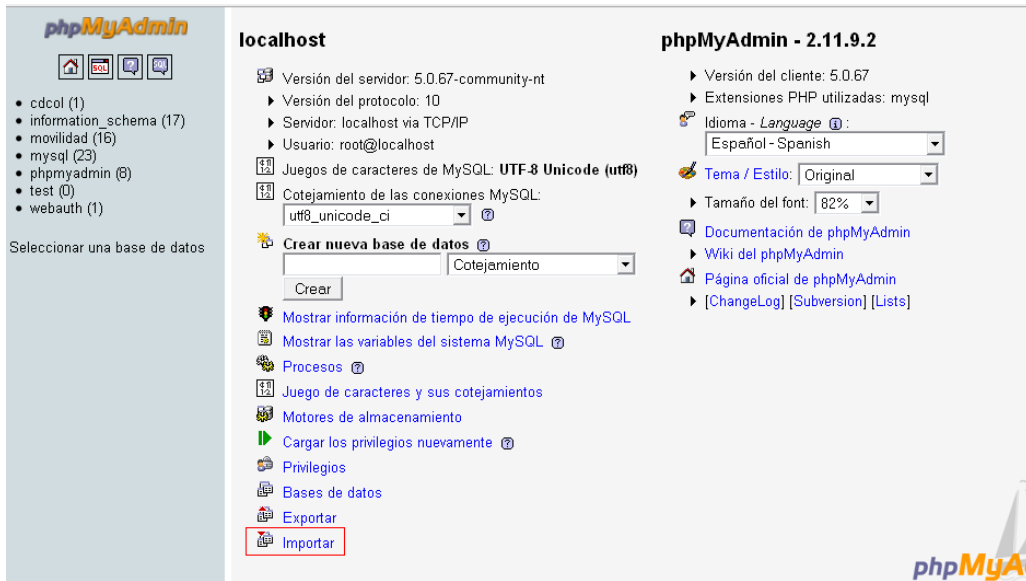 phpMyAdmin
SQL
SQL
cdcol (1)
information_schema (17)
movilidad (16)
mysql (23)
phpmyadmin (8)
test (0)
webauth (1)
Seleccionar una base de datos
localhost
Versión del servidor: 5.0.67-community-nt
Versión del protocolo: 10
Servidor: localhost via TCP/IP
Usuario: root@localhost
Juegos de caracteres de MySQL: UTF-8 Unicode (utf8)
Cotejamiento de las conexiones MySQL:
utf8_unicode_ci
Crear nueva base de datos
Cotejamiento
Crear
Mostrar información de tiempo de ejecución de MySQL
Mostrar las variables del sistema MySQL
Procesos
Juego de caracteres y sus cotejamientos
Motores de almacenamiento
Cargar los privilegios nuevamente
Privilegios
Bases de datos
Exportar
Importar
phpMyAdmin - 2.11.9.2
Versión del cliente: 5.0.67
Extensiones PHP utilizadas: mysql
Idioma - Language :
Español - Spanish
Tema / Estilo: Original
Tamaño del font: 82%
Documentación de phpMyAdmin
Wiki del phpMyAdmin
Página oficial de phpMyAdmin
[ChangeLog] [Subversion] [Lists]
phpMyA